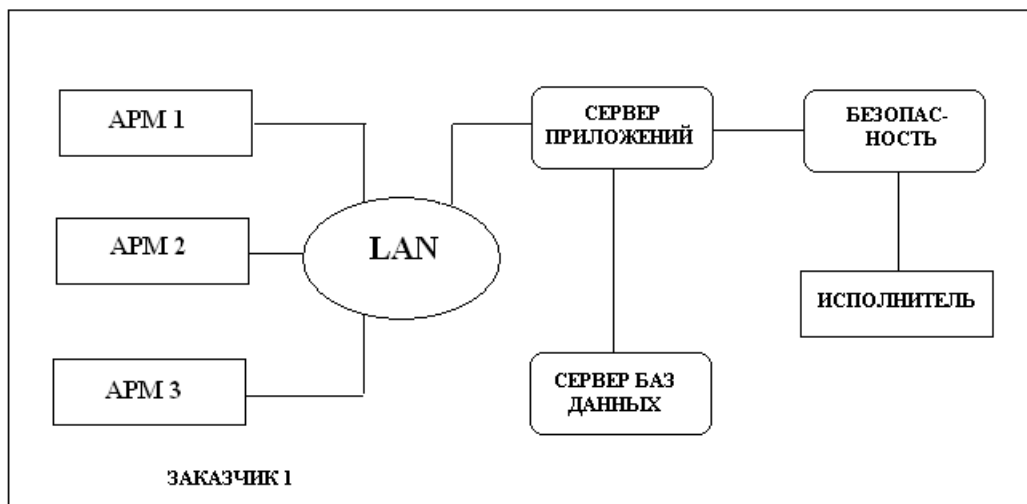 АРМ 1
АРМ 2
АРМ 3
LAN
СЕРВЕР
ПРИЛОЖЕНИЙ
БЕЗОПАС-
НОСТЬ
ИСПОЛНИТЕЛЬ
СЕРВЕР БАЗ
ДАННЫХ
ЗАКАЗЧИК 1